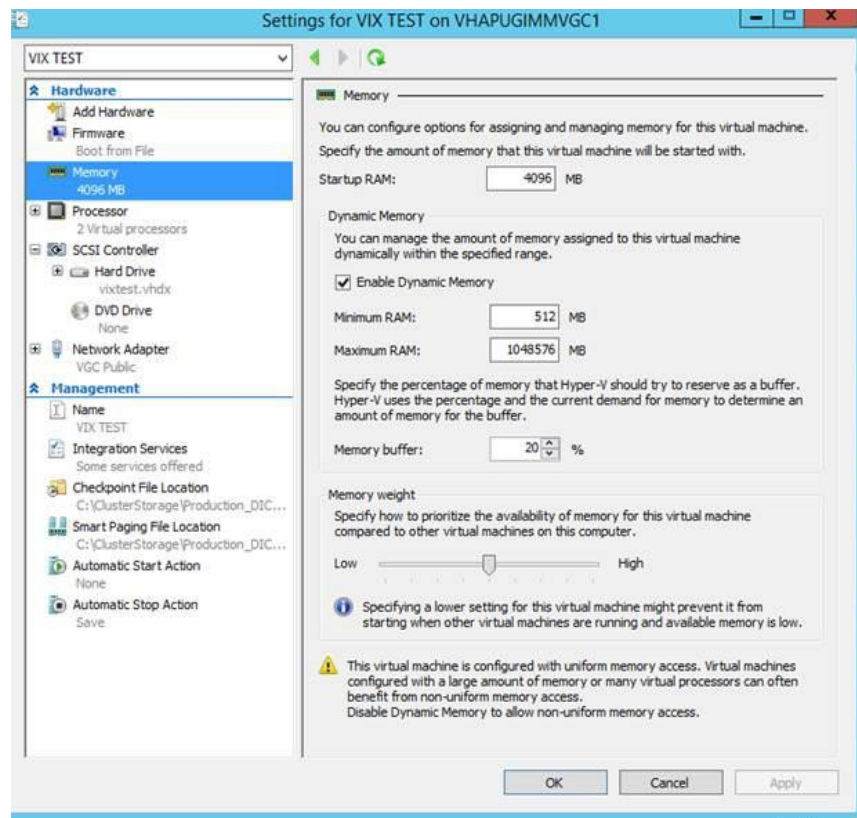 Settings for VIX TEST on VHAPUGIMMVGC1
VIX TEST
Hardware
Add Hardware
Firmware
Boot from File
Memory
4096 MB
Processor
2 Virtual processors
SCSI Controller
Hard Drive
vixtest.vhdx
DVD Drive
None
Network Adapter
VGC Public
Management
Name
VIX TEST
Integration Services
Some services offered
Checkpoint File Location
C:\ClusterStorage\Production_DIC...
Smart Paging File Location
C:\ClusterStorage\Production_DIC...
Automatic Start Action
None
Automatic Stop Action
Save
Memory
You can configure options for assigning and managing memory for this virtual machine.
Specify the amount of memory that this virtual machine will be started with.
Startup RAM: 4096 MB
Dynamic Memory
You can manage the amount of memory assigned to this virtual machine
dynamically within the specified range.
Enable Dynamic Memory
Minimum RAM: 512 MB
Maximum RAM: 1048576 MB
Specify the percentage of memory that Hyper-V should try to reserve as a buffer.
Hyper-V uses the percentage and the current demand for memory to determine an
amount of memory for the buffer.
Memory buffer: 20 %
Memory weight
Specify how to prioritize the availability of memory for this virtual machine
compared to other virtual machines on this computer.
Low High
Specifying a lower setting for this virtual machine might prevent it from
starting when other virtual machines are running and available memory is low.
This virtual machine is configured with uniform memory access. Virtual machines
configured with a large amount of memory or many virtual processors can often
benefit from non-uniform memory access.
Disable Dynamic Memory to allow non-uniform memory access.
OK Cancel Apply